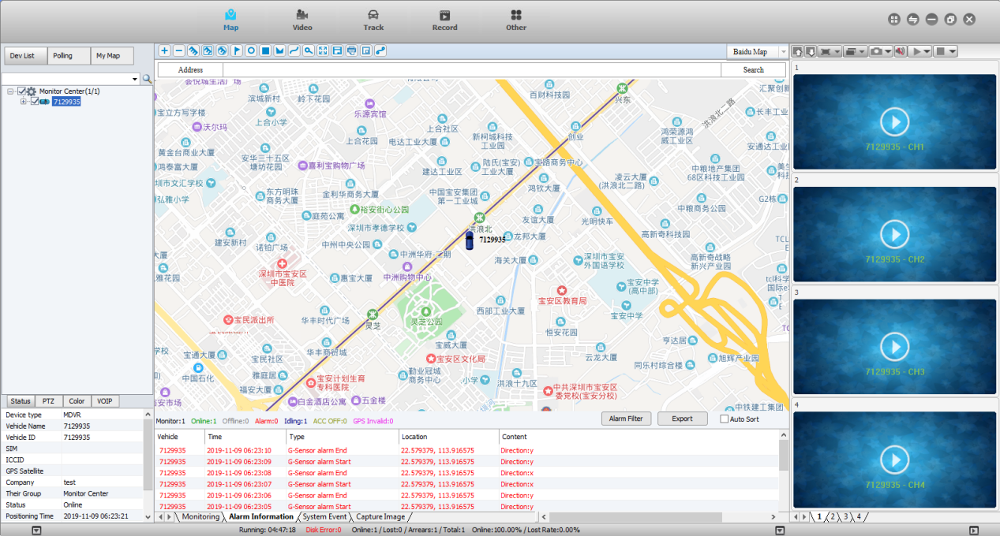 Map
Video
Track
Record
Other
Dev List
Polling
My Map
Monitor Center(1/1)
7129935
Baidu Map
Address
Search
滨城新村
岭下花园
百财科技园
兴东
汇聚创新
宝立方写字楼
上合小学
乐源宾馆
洪浪北二路
长丰工业
沃尔玛
上合花园
上合社区
创业
鸿荣源鸿
威工业区
黄金台商业大厦
安华三十五区
塘坊花园
电达工业大厦
新柯城科技
工业园
安通达工业
鸿泰富大厦
喜利宝购物广场
建达工业区
陆氏(宝安)
工业大厦
宝路商务中心
中粮地产集团
68区科技工业园
圳市文汇学校
弘雅小学
东方明珠
商务大厦
金利华商务大厦
中国宝安集团
第一工业城
鸿钦大厦
凌云大厦
(洪浪北二路)
G2栋
中粮商务公园
庭苑公寓
裕安街心公园
友谊大厦
光明快车
深圳市孝德学校
洪浪北
7129935
龙邦大厦
高新奇科技园
建安新村
诺铂广场
中州中央公园
中洲华府-二期
海关大厦
深圳市宝安
外国语学校
高新奇战略
新兴产业园
TCL
雅花园
深圳市宝安区
中医院
惠宝大厦
中洲购物中心
宝安区教育局
宝安中学
(高中部)
tcl科学
国际e
宝民派出所
华丰时代广场
灵芝
灵芝公园
西部工业大厦
宝安中学
恒安花园
宝通大厦
宝民社区
华丰商贸城
宝威大厦
宝安区文化局
云龙大厦
亨达居
旭辉产业园
中国石化
雅庭居
宝安计划生育
专科医院
勤业冠城
商务中心
小学
洪浪十九区
同乐村综合楼
福安大厦
白金酒店公寓
五金楼
中共深圳市宝安区
委党校(宝安分校)
安市场
中铁建工集团
1
7129935 - CH1
2
7129935 - CH2
3
7129935 - CH3
4
7129935 - CH4
Status
PTZ
Color
VOIP
Device type MDVR
Vehicle Name 7129935
Vehicle ID 7129935
SIM
ICCID
GPS Satellite
Company test
Their Group Monitor Center
Status Online
Positioning Time 2019-11-09 06:23:21
Monitor:1 Online:1 Offline:0 Alarm:0 Idling:1 ACC OFF:0 GPS Invalid:0
Alarm Filter
Export
Auto Sort
Vehicle Time Type Location Content
7129935 2019-11-09 06:23:10 G-Sensor alarm End 22.579379, 113.916575 Direction:y
7129935 2019-11-09 06:23:09 G-Sensor alarm Start 22.579379, 113.916575 Direction:y
7129935 2019-11-09 06:23:08 G-Sensor alarm End 22.579379, 113.916575 Direction:x
7129935 2019-11-09 06:23:07 G-Sensor alarm Start 22.579379, 113.916575 Direction:x
7129935 2019-11-09 06:23:06 G-Sensor alarm End 22.579379, 113.916575 Direction:y
7129935 2019-11-09 06:23:05 G-Sensor alarm Start 22.579379, 113.916575 Direction:y
Monitoring
Alarm Information
System Event
Capture Image
1 2 3 4
Running: 04:47:18 Disk Error:0 Online:1 / Lost:0 / Arrears:1 / Total:1 Online:100.00% / Lost Rate:0.00%